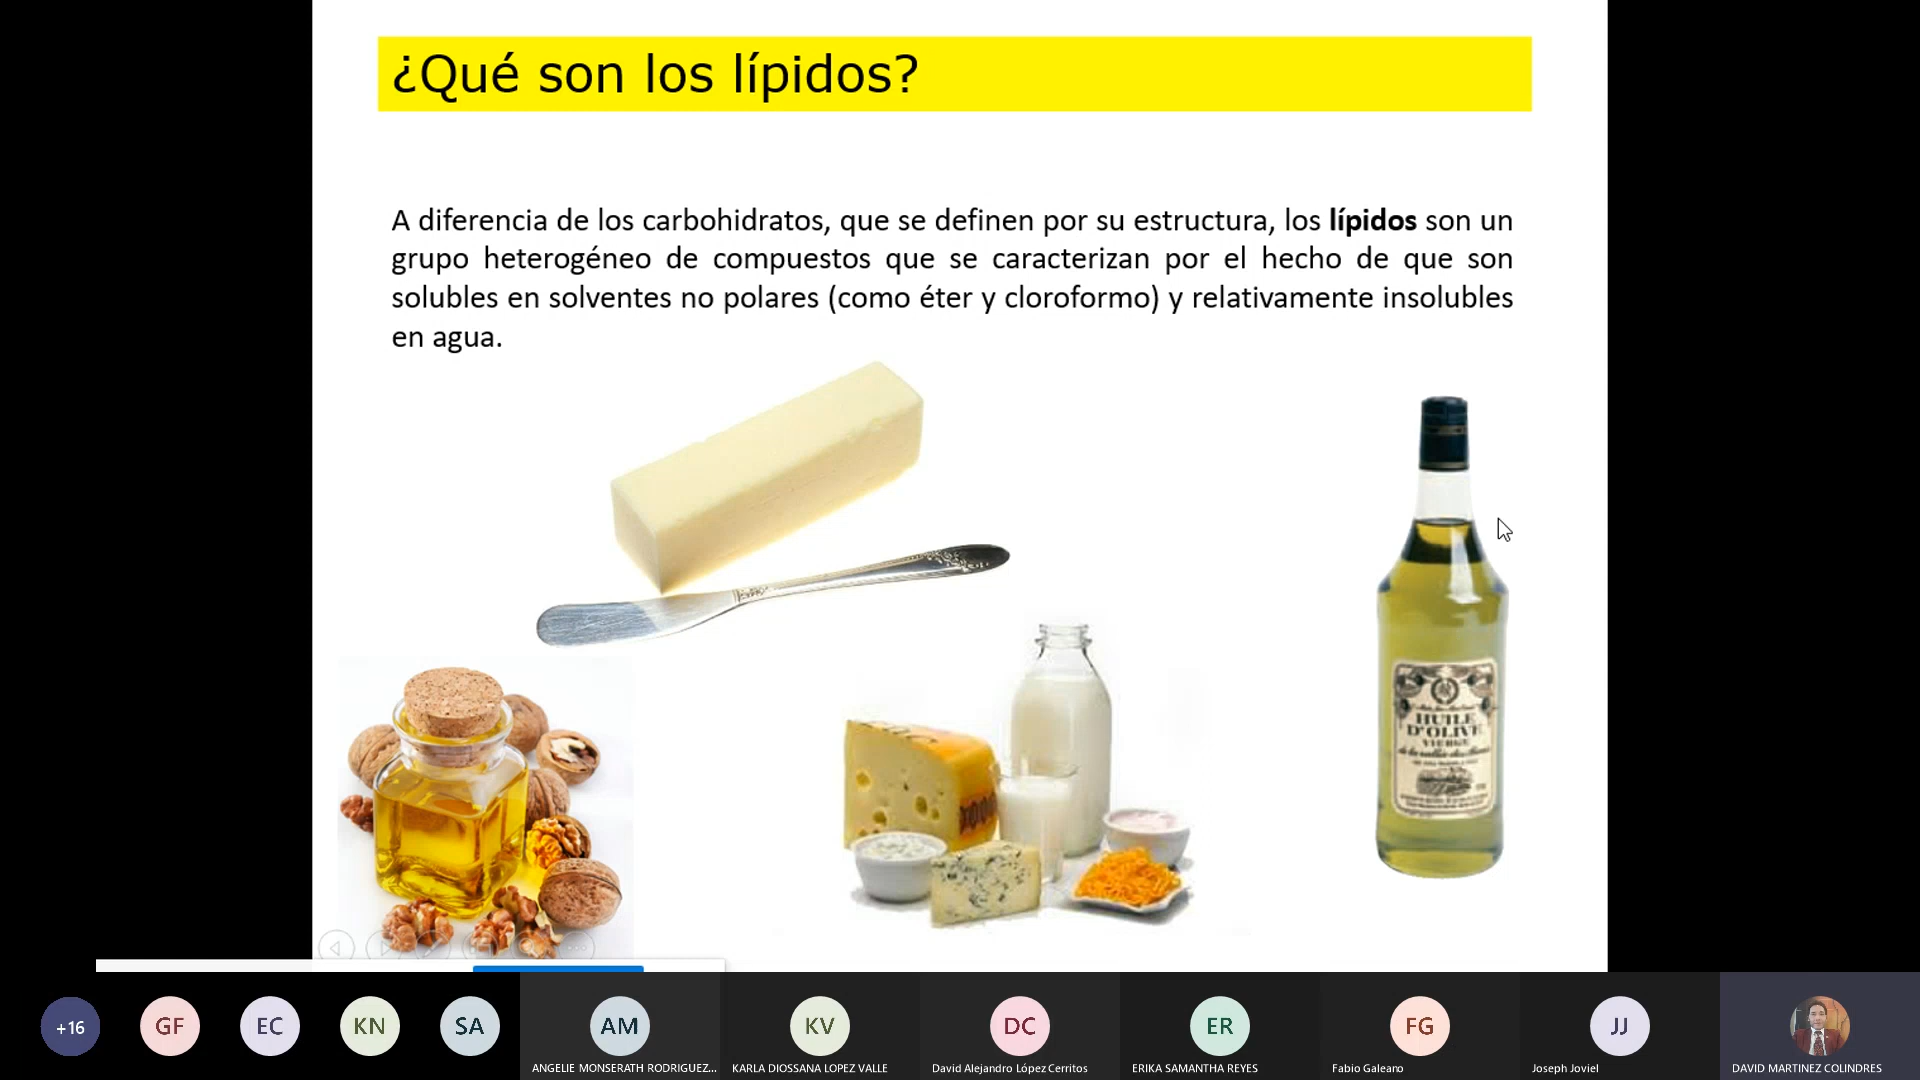 ¿Qué son los lípidos?
A diferencia de los carbohidratos, que se definen por su estructura, los lípidos son un
grupo heterogéneo de compuestos que se caracterizan por el hecho de que son
solubles en solventes no polares (como éter y cloroformo) y relativamente insolubles
en agua.
HUILE
D'OLIVE
VIERGE
+16
GF
EC
KN
SA
AM
KV
DC
ER
FG
JJ
ANGELIE MONSERATH RODRIGUEZ...
KARLA DIOSSANA LOPEZ VALLE
David Alejandro López Cerritos
ERIKA SAMANTHA REYES
Fabio Galeano
Joseph Joviel
DAVID MARTINEZ COLINDRES